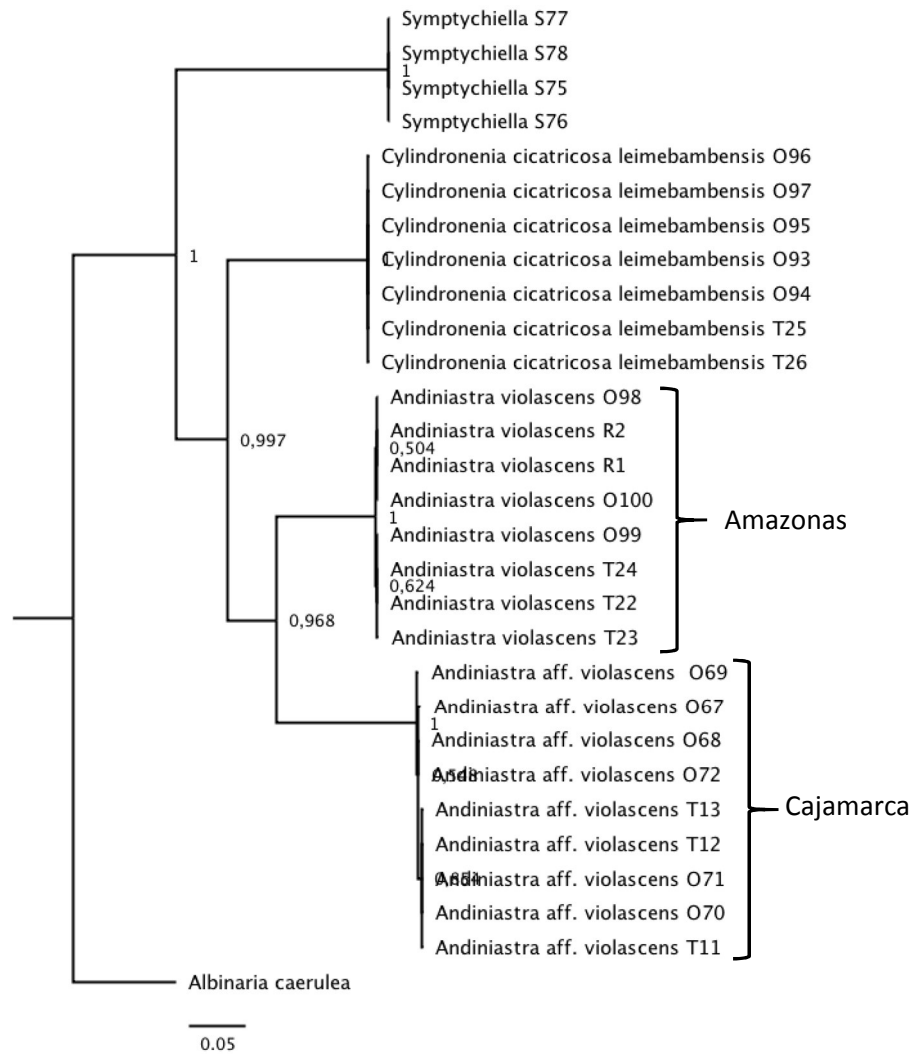 Symptychiella S77
Symptychiella S78
1
Symptychiella S75
Symptychiella S76
Cylindronenia cicatricosa leimebambensis O96
Cylindronenia cicatricosa leimebambensis O97
Cylindronenia cicatricosa leimebambensis O95
1
Cylindronenia cicatricosa leimebambensis O93
1
Cylindronenia cicatricosa leimebambensis O94
Cylindronenia cicatricosa leimebambensis T25
Cylindronenia cicatricosa leimebambensis T26
Andiniastra violascens O98
Andiniastra violascens R2
0,997
0,504
Andiniastra violascens R1
Andiniastra violascens O100
1
Amazonas
Andiniastra violascens O99
Andiniastra violascens T24
0,624
Andiniastra violascens T22
0,968
Andiniastra violascens T23
Andiniastra aff. violascens O69
Andiniastra aff. violascens O67
1
Andiniastra aff. violascens O68
Andiniastra aff. violascens O72
Andiniastra aff. violascens T13
Cajamarca
Andiniastra aff. violascens T12
Andiniastra aff. violascens O71
Andiniastra aff. violascens O70
Andiniastra aff. violascens T11
Albinaria caerulea
0.05